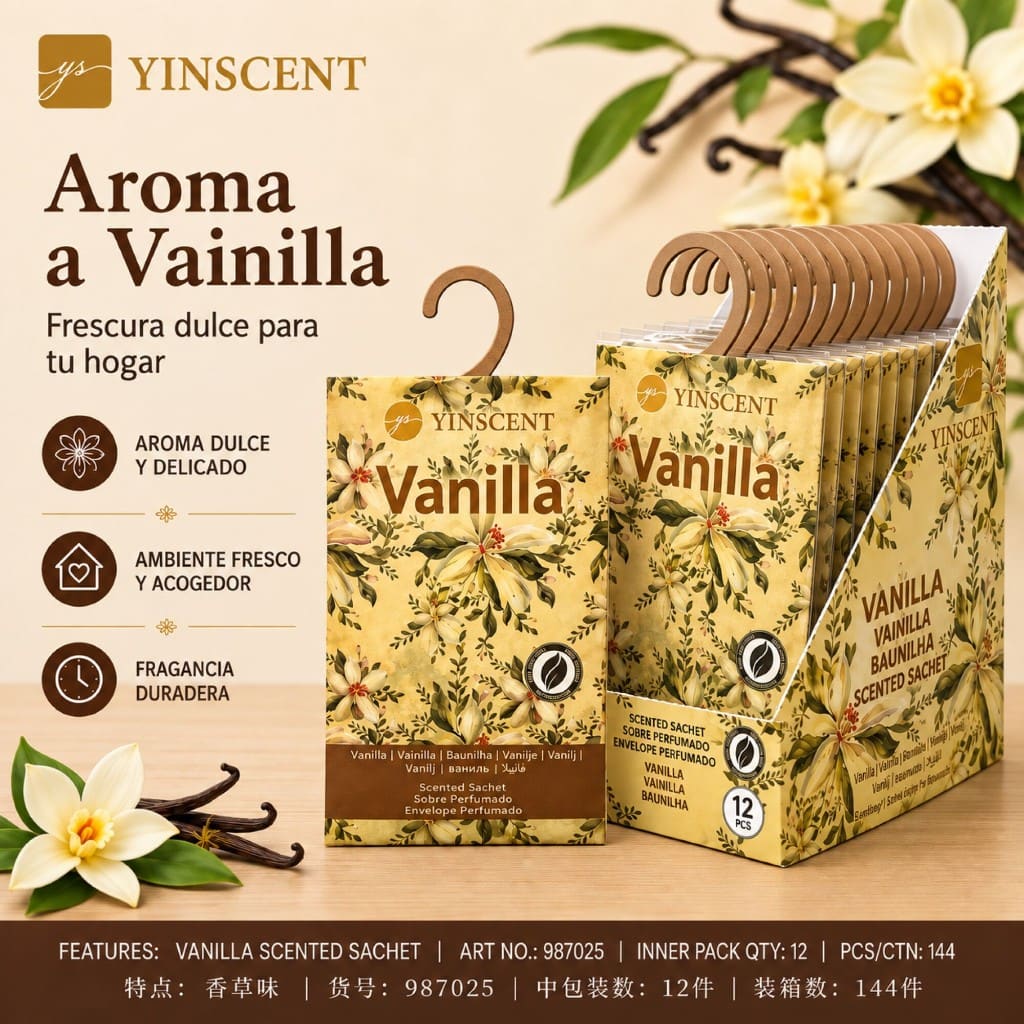 ys YINSCENT
Aroma
a Vainilla
Frescura dulce para
tu hogar
AROMA DULCE
Y DELICADO
AMBIENTE FRESCO
Y ACOGEDOR
FRAGANCIA
DURADERA
ys YINSCENT
Vanilla
Vanilla | Vainilla | Baunilha | Vanije | Vanilj |
Vanilj | ваниль | فانيلا
Scented Sachet
Sobre Perfumado
Envelope Perfumado
ys YINSCENT
Vanilla
SCENTED SACHET
SOBRE PERFUMADO
ENVELOPE PERFUMADO
VANILLA
VAINILLA
BAUNILHA
12
PCS
YINSCENT
VANILLA
VAINILLA
BAUNILHA
SCENTED SACHET
FEATURES: VANILLA SCENTED SACHET | ART NO.: 987025 | INNER PACK QTY: 12 | PCS/CTN: 144
特点： 香草味 | 货号：987025 | 中包装数：12件 | 装箱数：144件